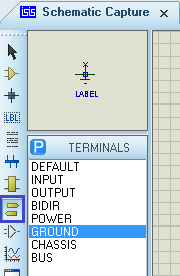 ISIS
Schematic Capture
LABEL
LBL
P
TERMINALS
DEFAULT
INPUT
OUTPUT
BIDIR
POWER
GROUND
CHASSIS
BUS